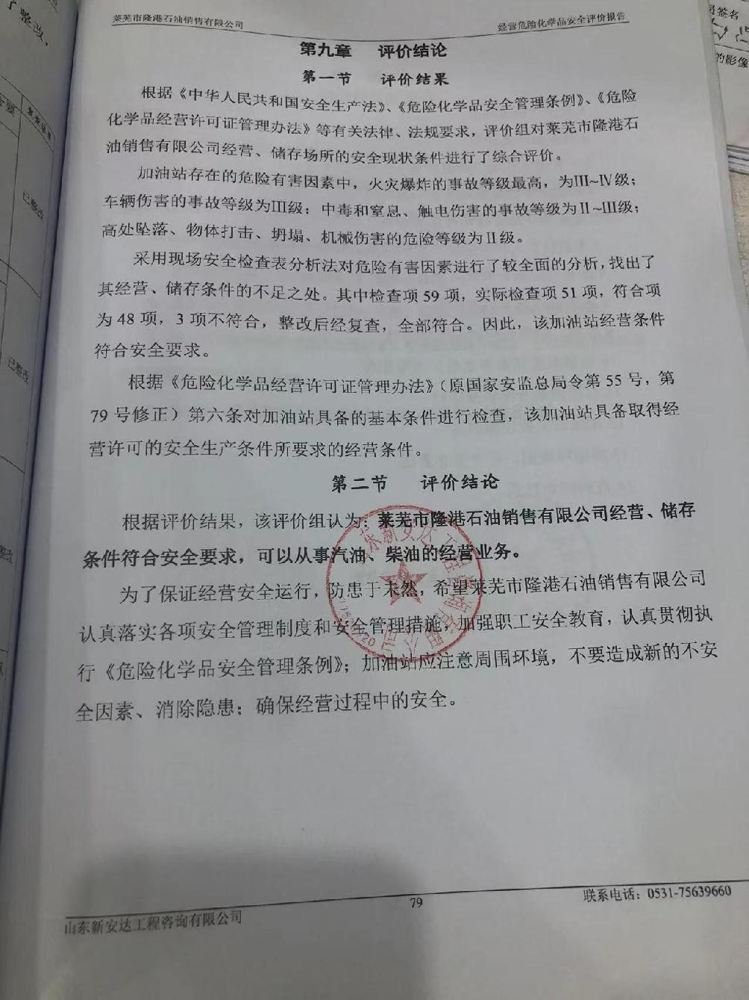 了整改，
已整改
已整改
整改
员签名
的影像
莱芜市隆港石油销售有限公司
经营危险化学品安全评价报告
第九章 评价结论
第一节 评价结果
根据《中华人民共和国安全生产法》、《危险化学品安全管理条例》、《危险
化学品经营许可证管理办法》等有关法律、法规要求，评价组对莱芜市隆港石
油销售有限公司经营、储存场所的安全现状条件进行了综合评价。
加油站存在的危险有害因素中，火灾爆炸的事故等级最高，为III~IV级；
车辆伤害的事故等级为III级；中毒和窒息、触电伤害的事故等级为II~III级；
高处坠落、物体打击、坍塌、机械伤害的危险等级为II级。
采用现场安全检查表分析法对危险有害因素进行了较全面的分析，找出了
其经营、储存条件的不足之处。其中检查项59项，实际检查项51项，符合项
为48项，3项不符合，整改后经复查，全部符合。因此，该加油站经营条件
符合安全要求。
根据《危险化学品经营许可证管理办法》（原国家安监总局令第55号，第
79号修正）第六条对加油站具备的基本条件进行检查，该加油站具备取得经
营许可的安全生产条件所要求的经营条件。
第二节 评价结论
根据评价结果，该评价组认为：莱芜市隆港石油销售有限公司经营、储存
条件符合安全要求，可以从事汽油、柴油的经营业务。
为了保证经营安全运行，防患于未然，希望莱芜市隆港石油销售有限公司
认真落实各项安全管理制度和安全管理措施，加强职工安全教育，认真贯彻执
行《危险化学品安全管理条例》；加油站应注意周围环境，不要造成新的不安
全因素、消除隐患；确保经营过程中的安全。
山东新安达工程咨询有限公司
79
联系电话：0531-75639660